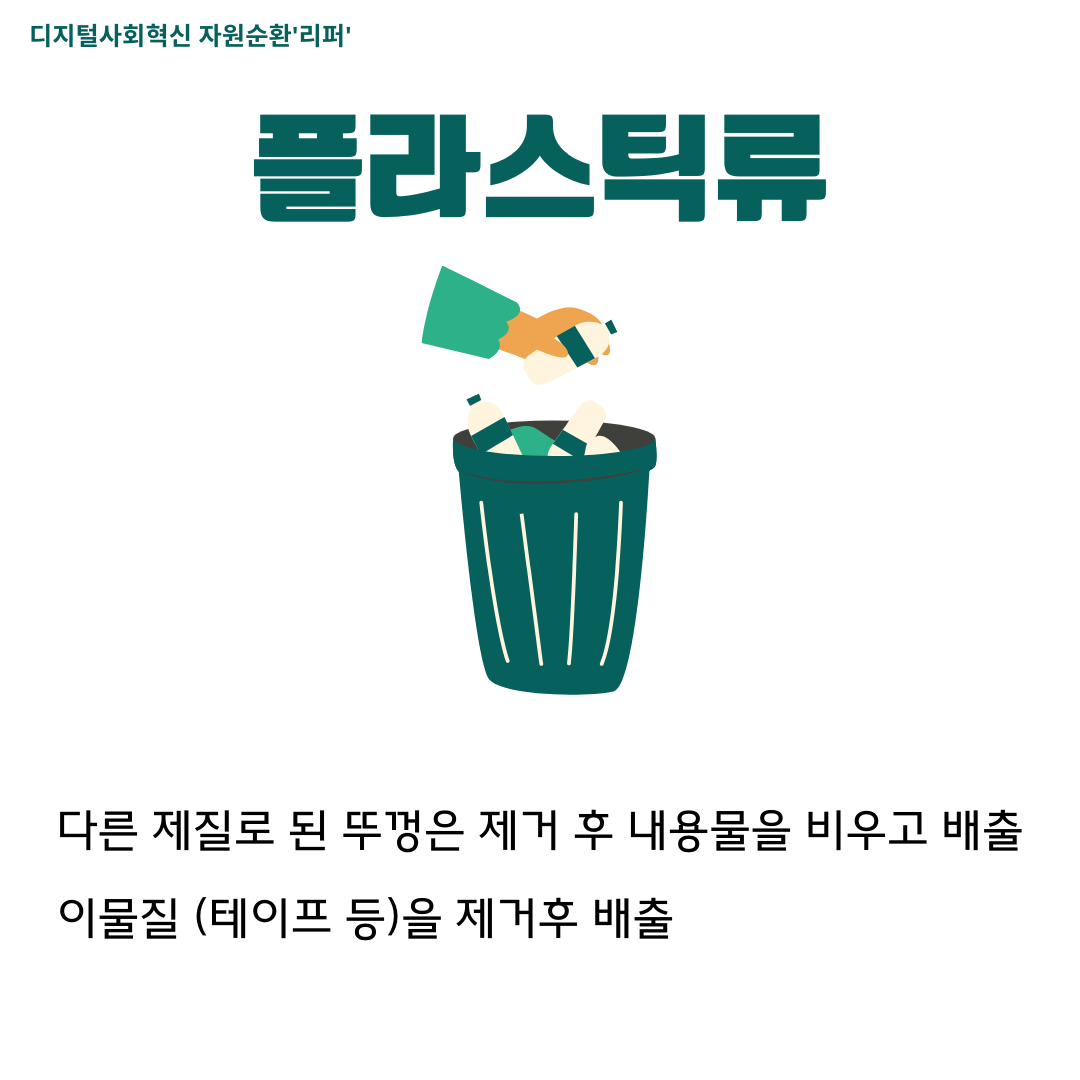 디지털사회혁신 자원순환'리퍼'
플라스틱류
다른 제질로 된 뚜껑은 제거 후 내용물을 비우고 배출
이물질 (테이프 등)을 제거후 배출